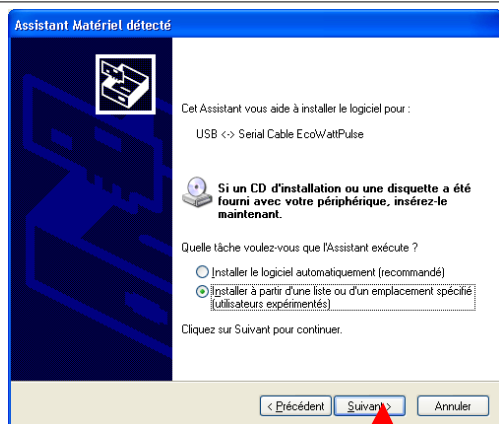 Assistant Matériel détecté
Cet Assistant vous aide à installer le logiciel pour :
USB <-> Serial Cable EcoWattPulse
Si un CD d'installation ou une disquette a été
fourni avec votre périphérique, insérez-le
maintenant.
Quelle tâche voulez-vous que l'Assistant exécute ?
Installer le logiciel automatiquement (recommandé)
Installer à partir d'une liste ou d'un emplacement spécifié
(utilisateurs expérimentés)
Cliquez sur Suivant pour continuer.
< Précédent Suivant > Annuler